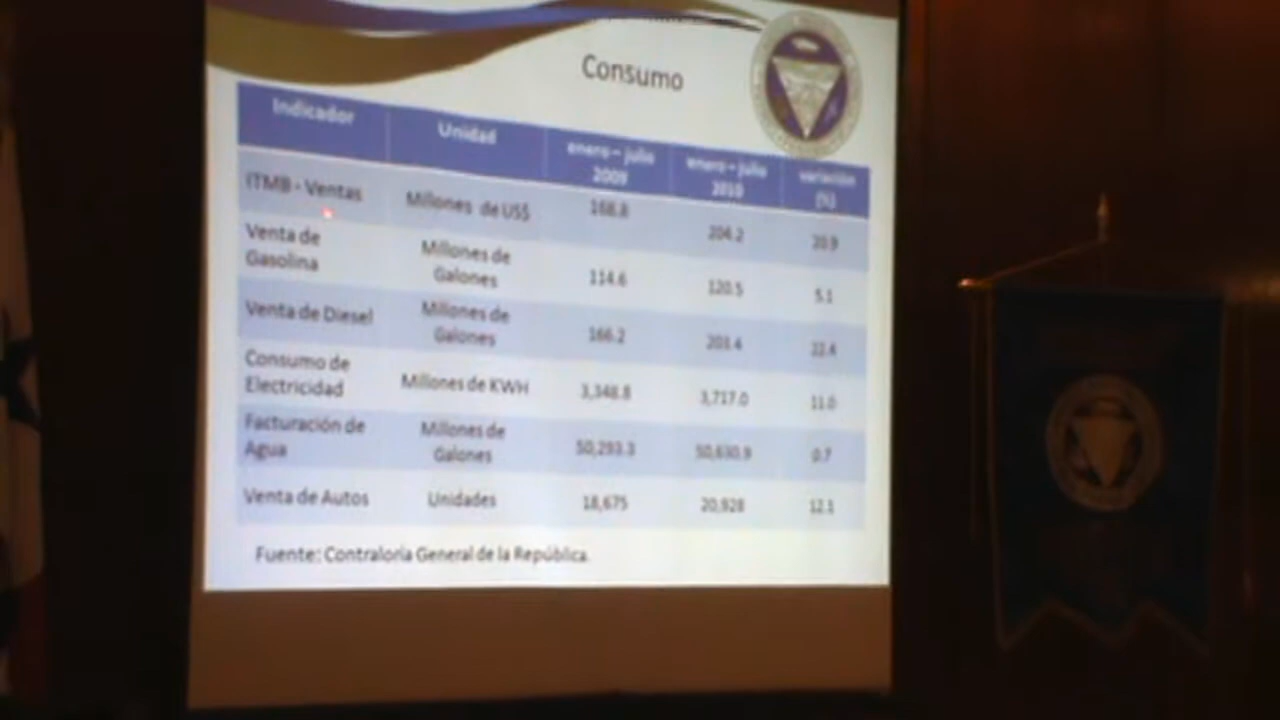 Consumo
Indicador Unidad enero – julio 2009 enero – julio 2010 variación (%)
ITMB - Ventas Millones de US$ 168.8 204.2 20.9
Venta de Gasolina Millones de Galones 114.6 120.5 5.1
Venta de Diesel Millones de Galones 166.2 203.4 22.4
Consumo de Electricidad Millones de KWH 3,348.8 3,717.0 11.0
Facturación de Agua Millones de Galones 50,293.3 50,630.9 0.7
Venta de Autos Unidades 18,675 20,928 12.1
Fuente: Contraloría General de la República.